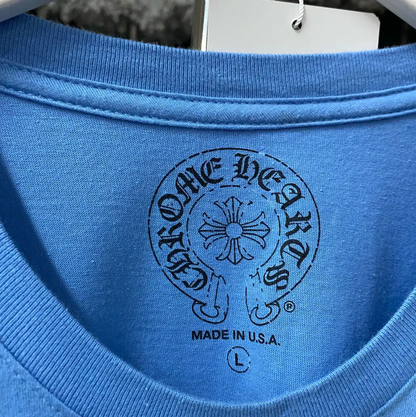 CHROME HEARTS
®
MADE IN U.S.A.
L